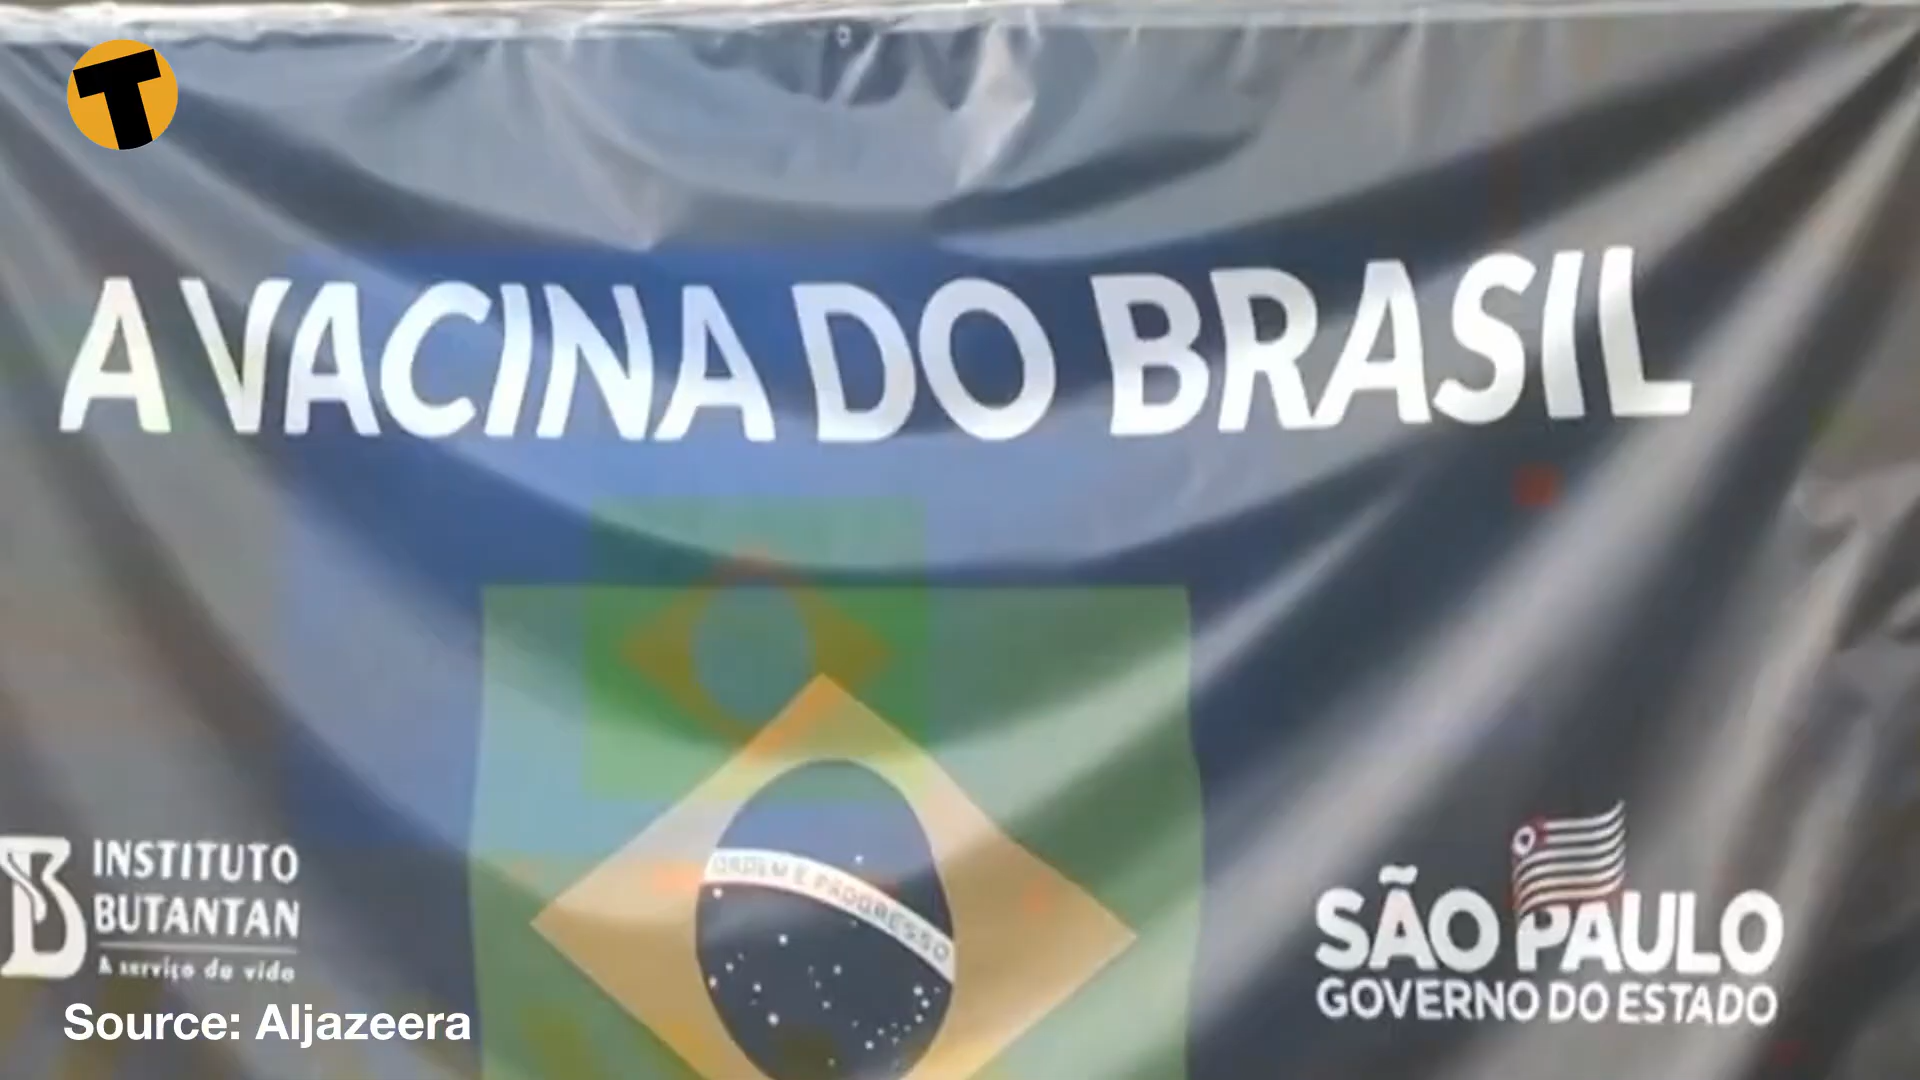 T
A VACINA DO BRASIL
ORDEM E PROGRESSO
INSTITUTO
BUTANTAN
A serviço da vida
SÃO PAULO
GOVERNO DO ESTADO
Source: Aljazeera